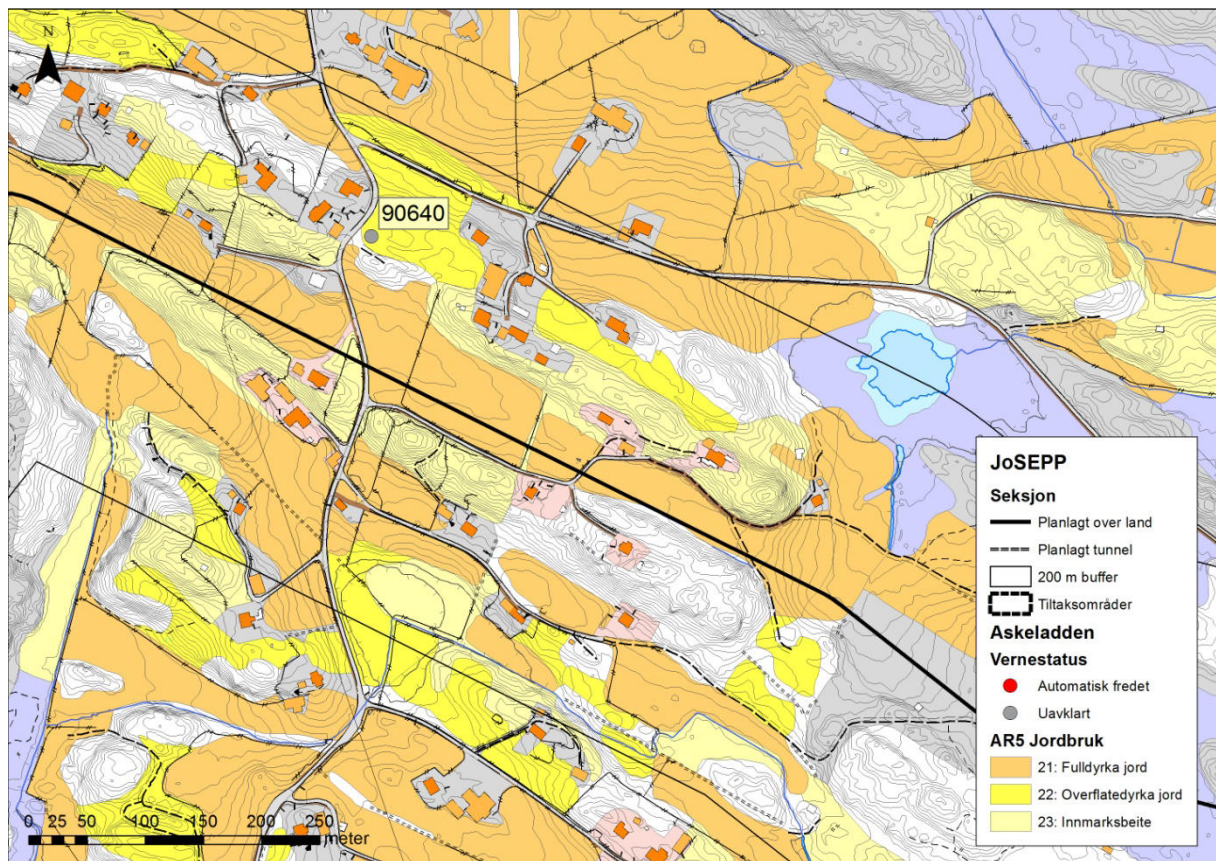 N
90640
JoSEPP
Seksjon
Planlagt over land
Planlagt tunnel
200 m buffer
Tiltaksområder
Askeladden
Vernestatus
Automatisk fredet
Uavklart
AR5 Jordbruk
21: Fulldyrka jord
22: Overflatedyrka jord
23: Innmarksbeite
0 25 50 100 150 200 250
meter